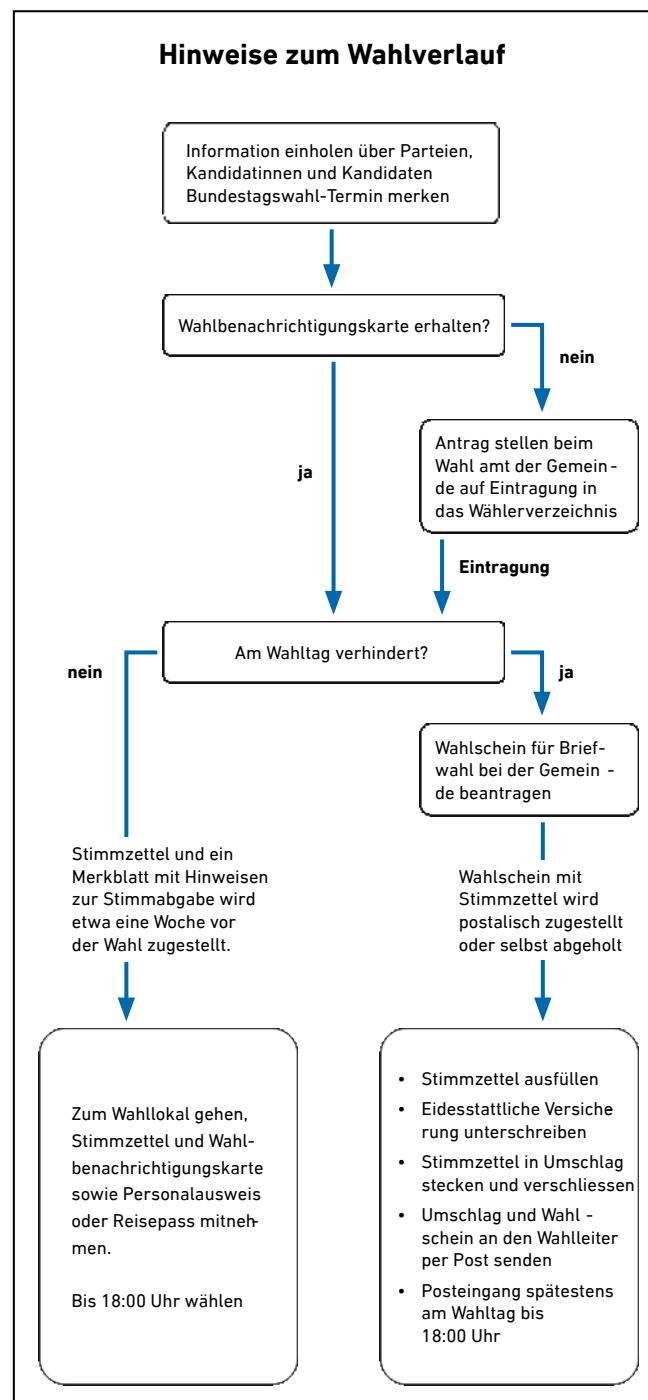 Hinweise zum Wahlverlauf
Information einholen über Parteien,
Kandidatinnen und Kandidaten
Bundestagswahl-Termin merken
Wahlbenachrichtigungskarte erhalten?
nein
ja
Antrag stellen beim
Wahl amt der Gemein -
de auf Eintragung in
das Wählerverzeichnis
Eintragung
Am Wahltag verhindert?
nein
ja
Wahlschein für Brief-
wahl bei der Gemein -
de beantragen
Stimmzettel und ein
Merkblatt mit Hinweisen
zur Stimmabgabe wird
etwa eine Woche vor
der Wahl zugestellt.
Wahlschein mit
Stimmzettel wird
postalisch zugestellt
oder selbst abgeholt
Zum Wahllokal gehen,
Stimmzettel und Wahl-
benachrichtigungskarte
sowie Personalausweis
oder Reisepass mitneh-
men.
Bis 18:00 Uhr wählen
• Stimmzettel ausfüllen
• Eidesstattliche Versiche
rung unterschreiben
• Stimmzettel in Umschlag
stecken und verschliessen
• Umschlag und Wahl -
schein an den Wahlleiter
per Post senden
• Posteingang spätestens
am Wahltag bis
18:00 Uhr